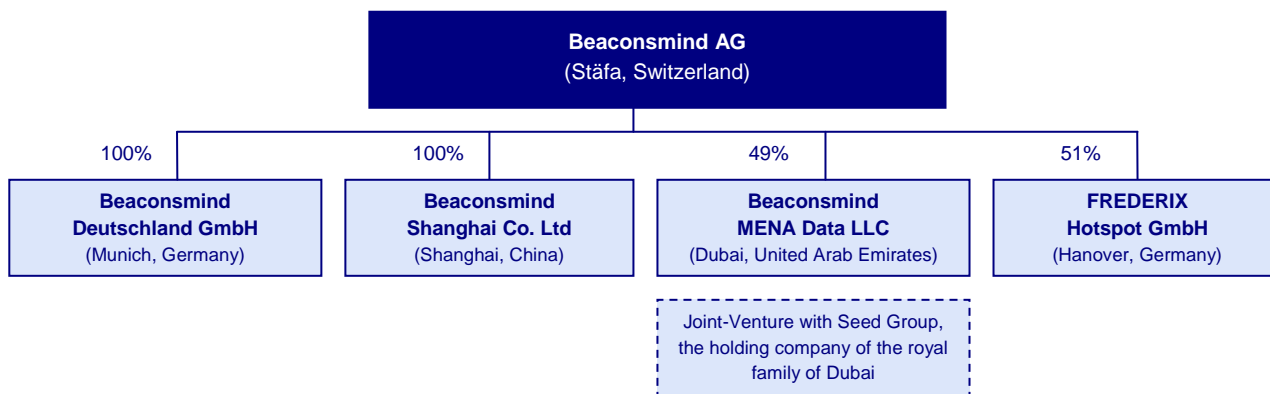 Beaconsmind AG
(Stäfa, Switzerland)
100%
100%
49%
51%
Beaconsmind
Deutschland GmbH
(Munich, Germany)
Beaconsmind
Shanghai Co. Ltd
(Shanghai, China)
Beaconsmind
MENA Data LLC
(Dubai, United Arab Emirates)
FREDERIX
Hotspot GmbH
(Hanover, Germany)
Joint-Venture with Seed Group,
the holding company of the royal
family of Dubai